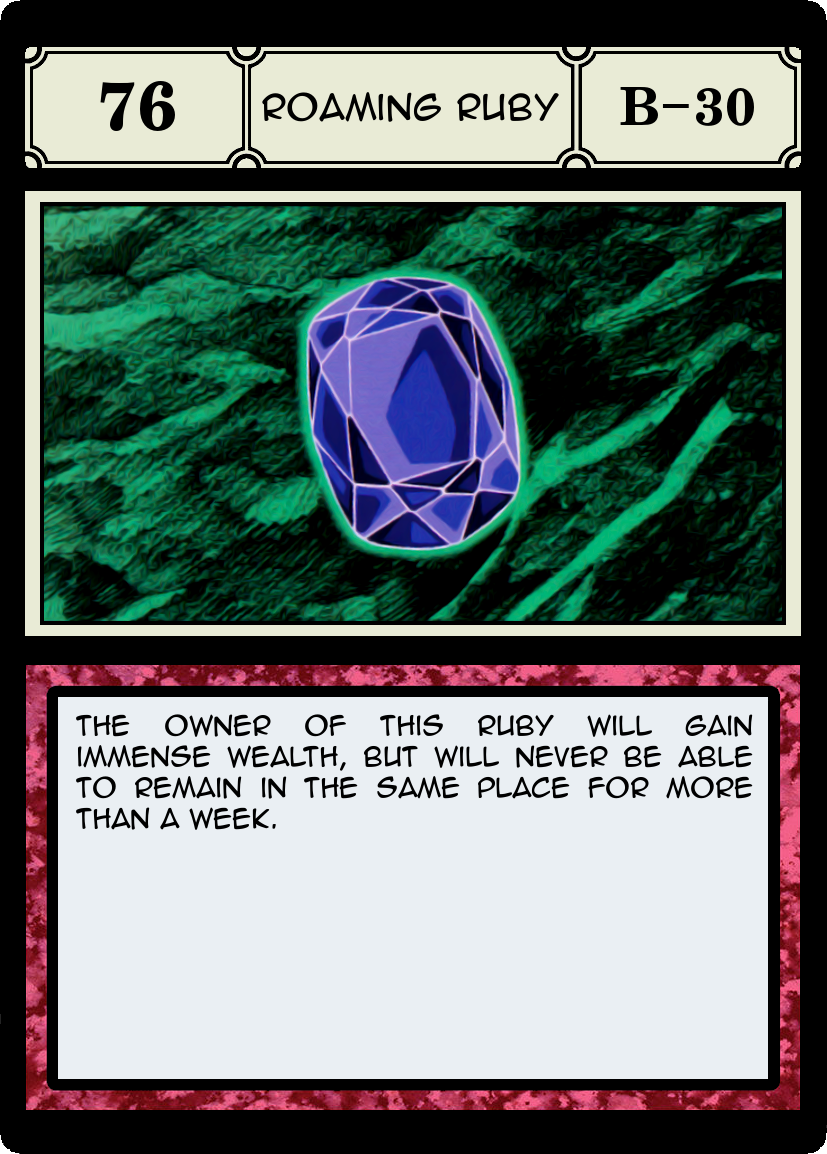 76
ROAMING RUBY
B-30
THE OWNER OF THIS RUBY WILL GAIN
IMMENSE WEALTH, BUT WILL NEVER BE ABLE
TO REMAIN IN THE SAME PLACE FOR MORE
THAN A WEEK.